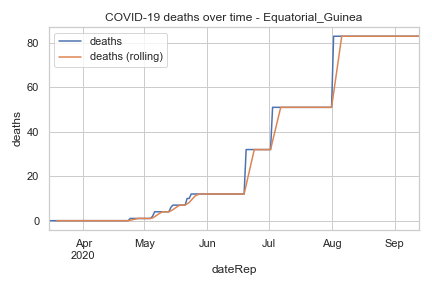 COVID-19 deaths over time - Equatorial_Guinea
deaths
deaths (rolling)
80
60
40
20
0
deaths
Apr
2020
May
Jun
Jul
Aug
Sep
dateRep